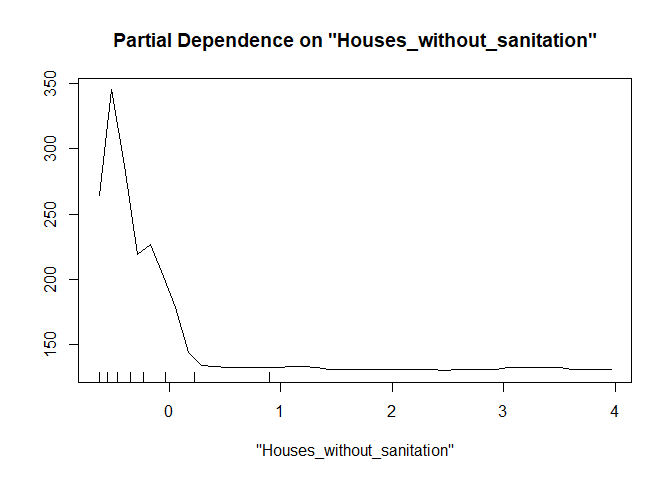 Partial Dependence on "Houses_without_sanitation"
350
300
250
200
150
0 1 2 3 4
"Houses_without_sanitation"